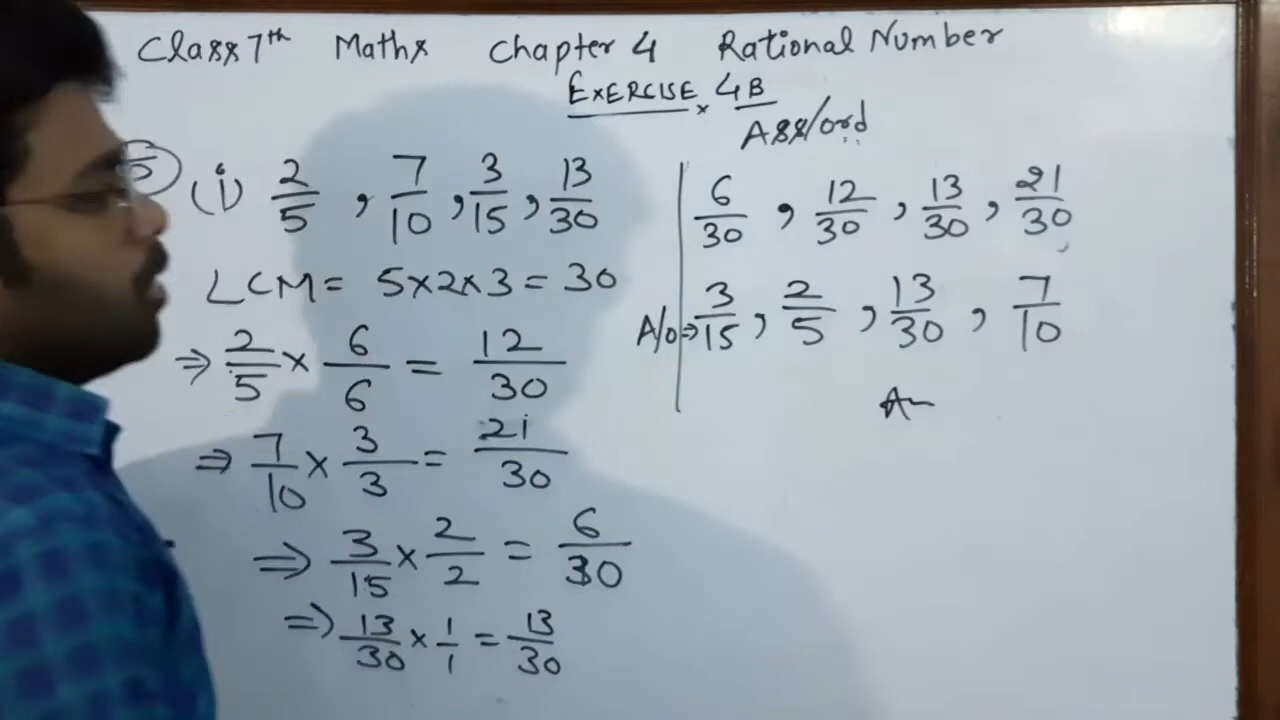 Class 7th Maths Chapter 4 Rational Number
EXERCISE 4B
Ass/ord
5 (i) 2/5 , 7/10 , 3/15 , 13/30
LCM = 5×2×3 = 30
⇒ 2/5 × 6/6 = 12/30
⇒ 7/10 × 3/3 = 21/30
⇒ 3/15 × 2/2 = 6/30
⇒ 13/30 × 1/1 = 13/30
6/30 , 12/30 , 13/30 , 21/30
A/O ⇒ 3/15 , 2/5 , 13/30 , 7/10